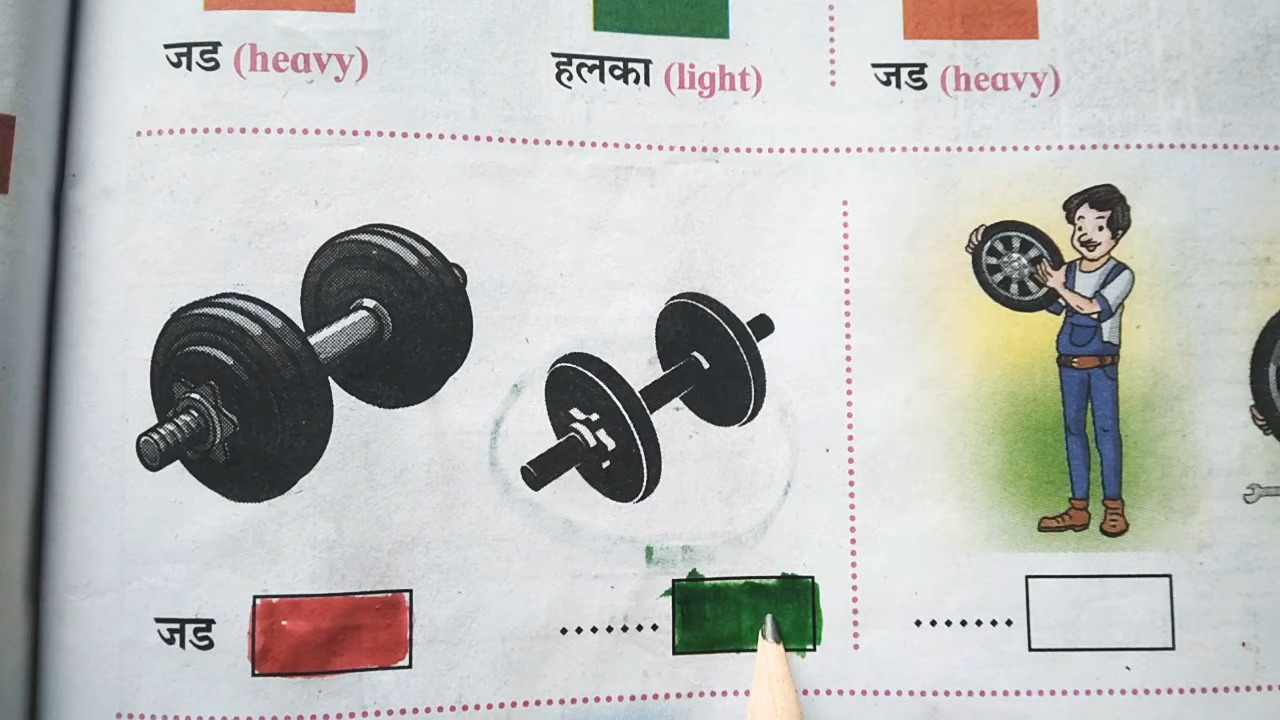 जड (heavy) हलका (light) जड (heavy)
जड ....... .......